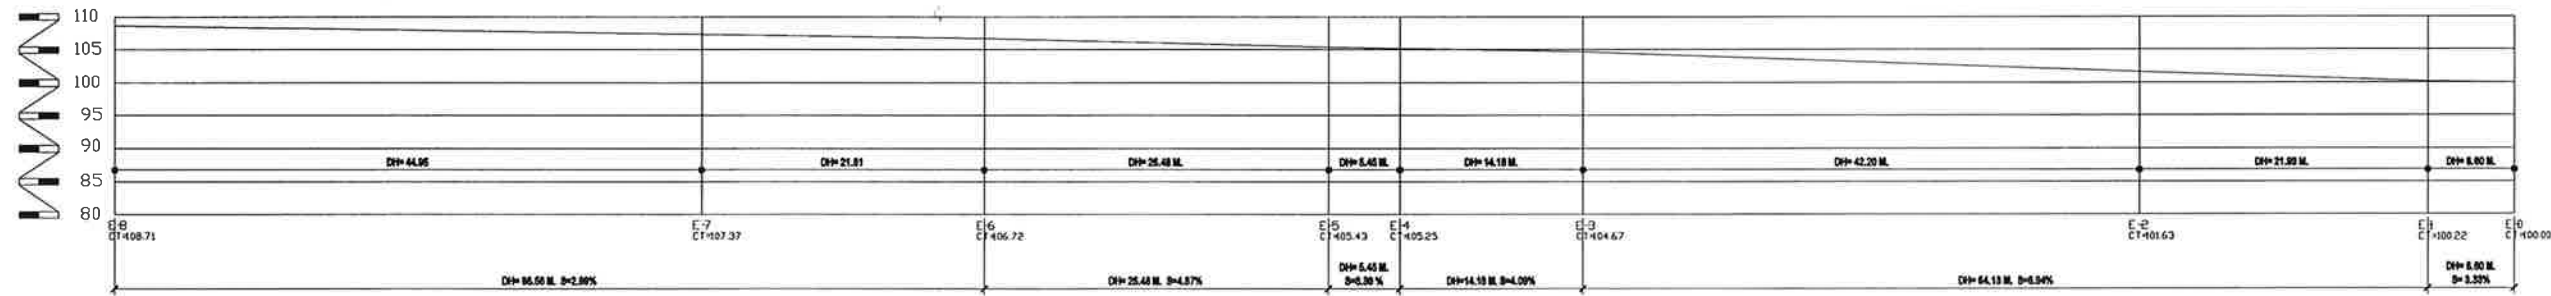 110
105
100
95
90
85
80
DH= 44.95
DH= 21.61
DH= 25.48 M.
DH= 5.45 M.
DH= 14.18 M.
DH= 42.20 M.
DH= 21.93 M.
DH= 6.60 M.
E-8
CT=108.71
E-7
CT=107.37
E-6
CT=106.72
E-5
CT=105.43
E-4
CT=105.25
E-3
CT=104.67
E-2
CT=101.63
E-1
CT=100.22
E-0
CT=100.00
DH= 66.56 M. S=2.99%
DH= 25.48 M. S=4.87%
DH= 5.45 M.
DH=14.18 M. S=4.09%
DH= 64.13 M. S=6.94%
DH= 6.60 M.
S= 3.33%